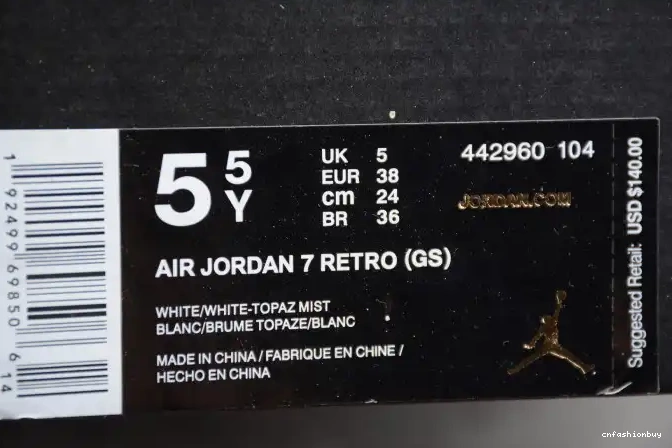 1 92499 69850 6 14
5 5
Y
UK 5
EUR 38
cm 24
BR 36
442960 104
JORDAN.COM
Suggested Retail: USD $140.00
AIR JORDAN 7 RETRO (GS)
WHITE/WHITE-TOPAZ MIST
BLANC/BRUME TOPAZE/BLANC
MADE IN CHINA / FABRIQUE EN CHINE /
HECHO EN CHINA
cnfashionbuy